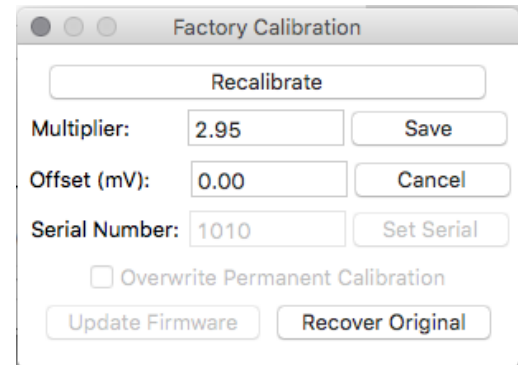 Factory Calibration
Recalibrate
Multiplier: 2.95 Save
Offset (mV): 0.00 Cancel
Serial Number: 1010 Set Serial
Overwrite Permanent Calibration
Update Firmware Recover Original